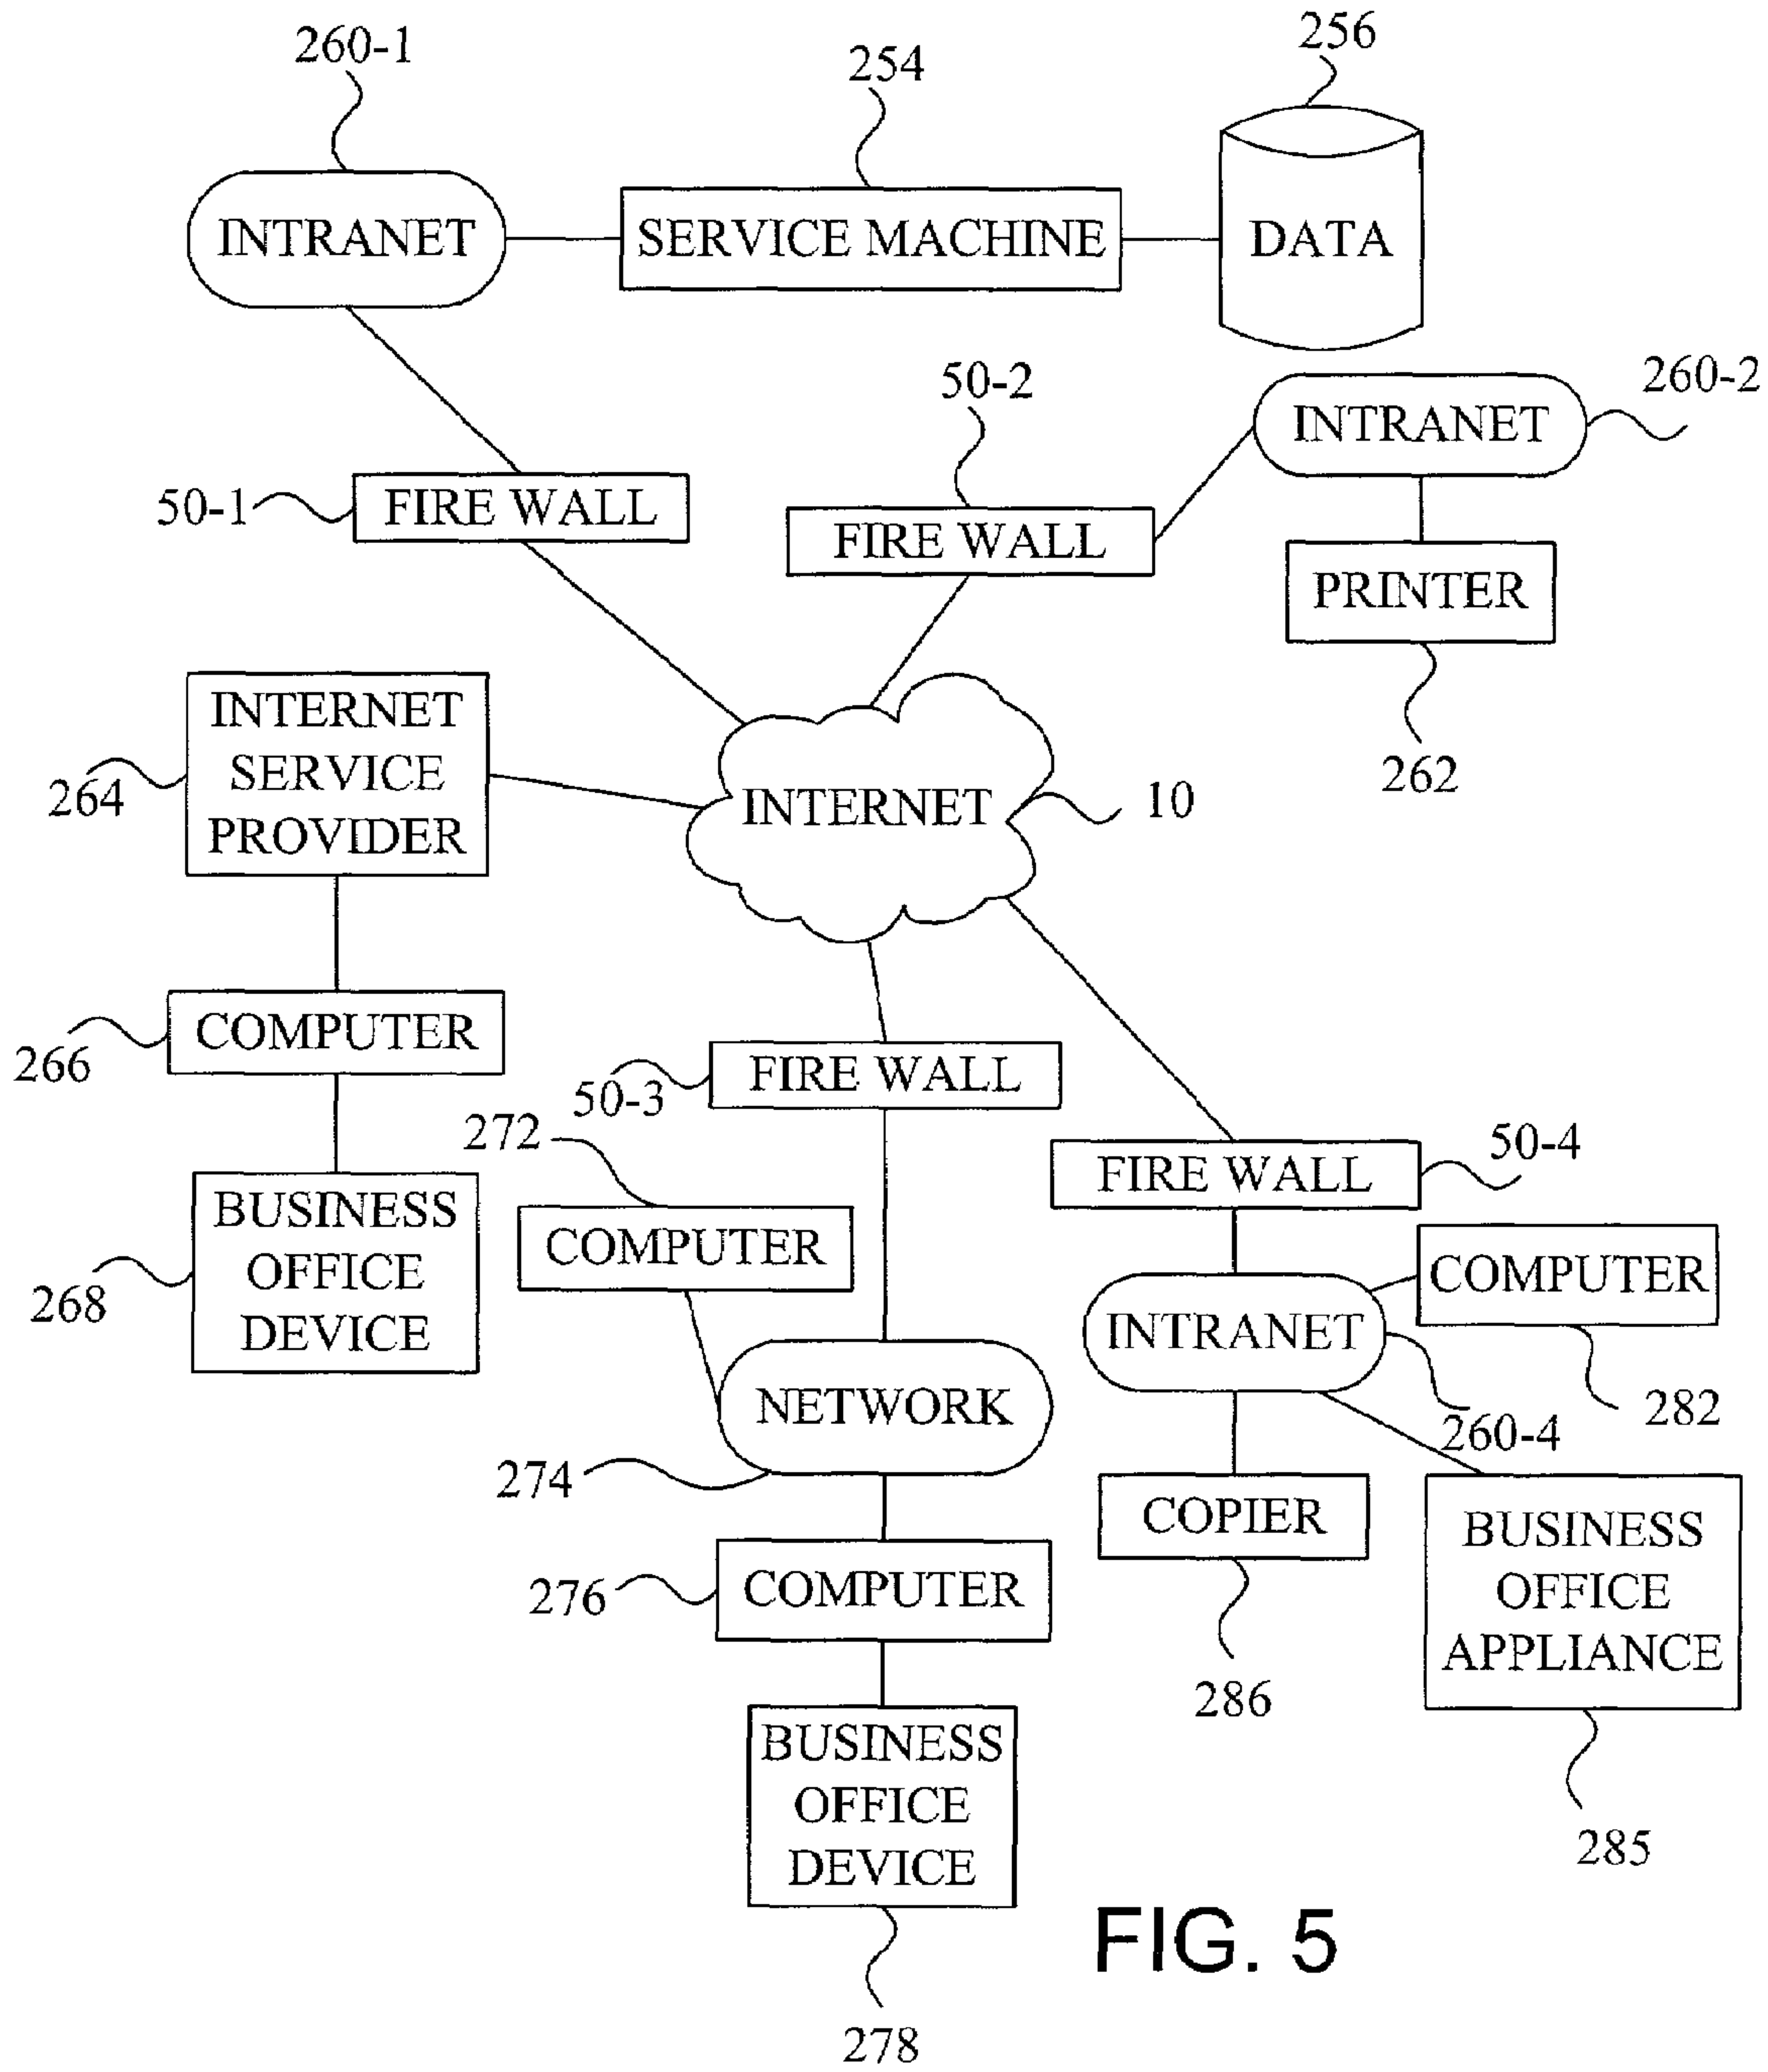 260-1
254
256
INTRANET
SERVICE MACHINE
DATA
50-2
260-2
INTRANET
50-1
FIRE WALL
FIRE WALL
PRINTER
262
INTERNET
SERVICE
PROVIDER
264
INTERNET
10
COMPUTER
266
FIRE WALL
50-3
272
50-4
FIRE WALL
BUSINESS
OFFICE
DEVICE
268
COMPUTER
COMPUTER
282
INTRANET
260-4
NETWORK
274
COPIER
286
BUSINESS
OFFICE
APPLIANCE
285
COMPUTER
276
BUSINESS
OFFICE
DEVICE
278
FIG. 5